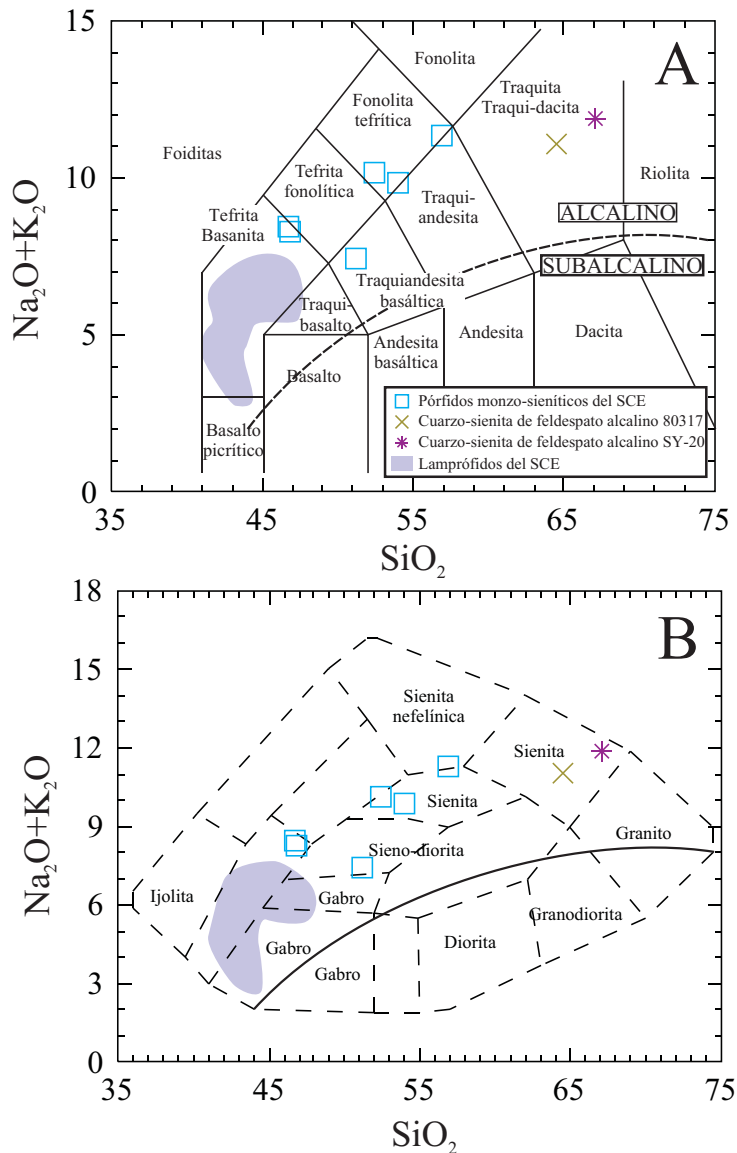 A
Na₂O+K₂O
15
10
5
0
Fonolita
Traquita
Traqui-dacita
Fonolita
tefrítica
Foiditas
Tefrita
fonolítica
Riolita
Traqui-
andesita
Tefrita
Basanita
ALCALINO
SUBALCALINO
Traquiandesita
basáltica
Traqui-
basalto
Andesita
basáltica
Andesita
Dacita
Basalto
Basalto
picrítico
Pórfidos monzo-sieníticos del SCE
Cuarzo-sienita de feldespato alcalino 80317
Cuarzo-sienita de feldespato alcalino SY-20
Lamprófidos del SCE
35 45 55 65 75
SiO₂
B
Na₂O+K₂O
18
15
12
9
6
3
0
Sienita
nefelínica
Sienita
Sienita
Granito
Sieno-diorita
Ijolita
Gabro
Granodiorita
Gabro
Diorita
Gabro
35 45 55 65 75
SiO₂